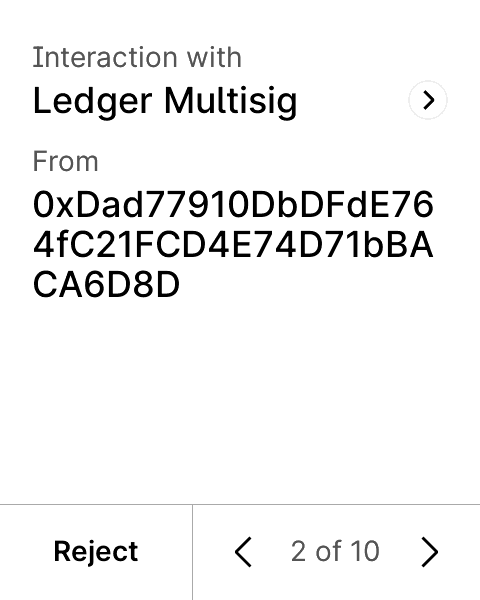 Interaction with
Ledger Multisig
From
0xDad77910DbDFdE76
4fC21FCD4E74D71bBA
CA6D8D
Reject
2 of 10